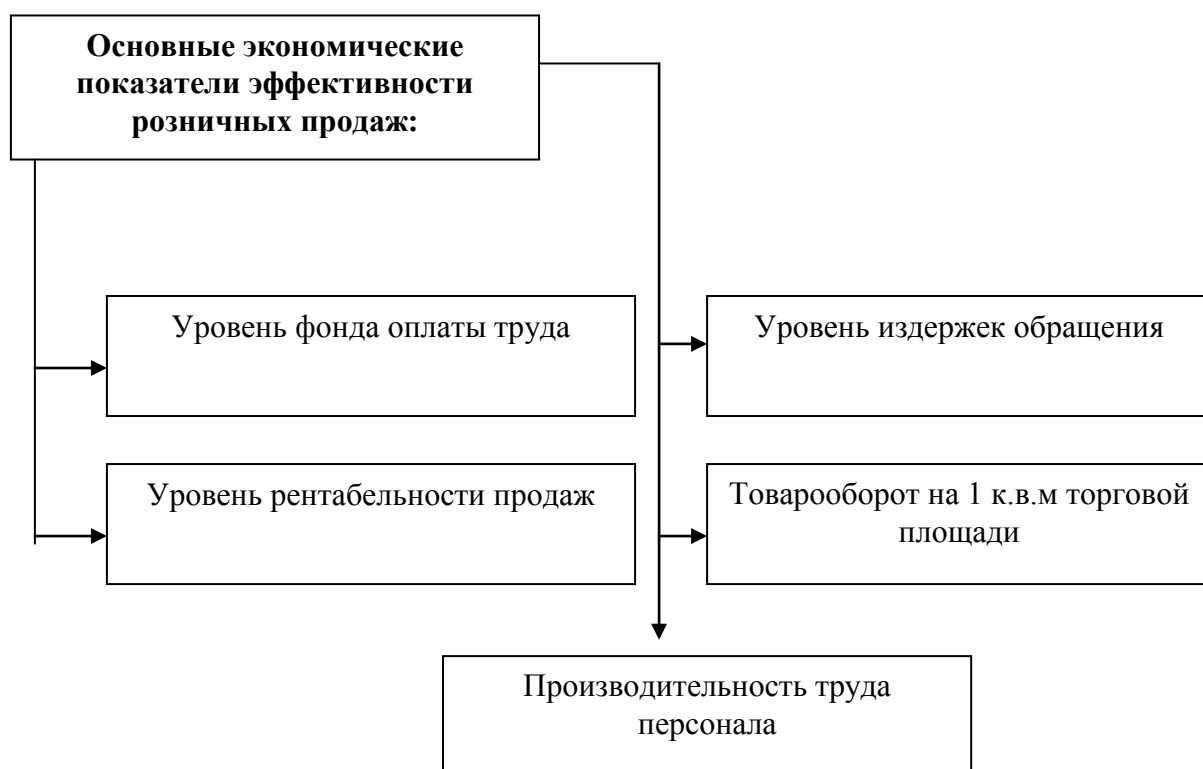 Основные экономические
показатели эффективности
розничных продаж:
Уровень фонда оплаты труда
Уровень издержек обращения
Уровень рентабельности продаж
Товарооборот на 1 к.в.м торговой
площади
Производительность труда
персонала